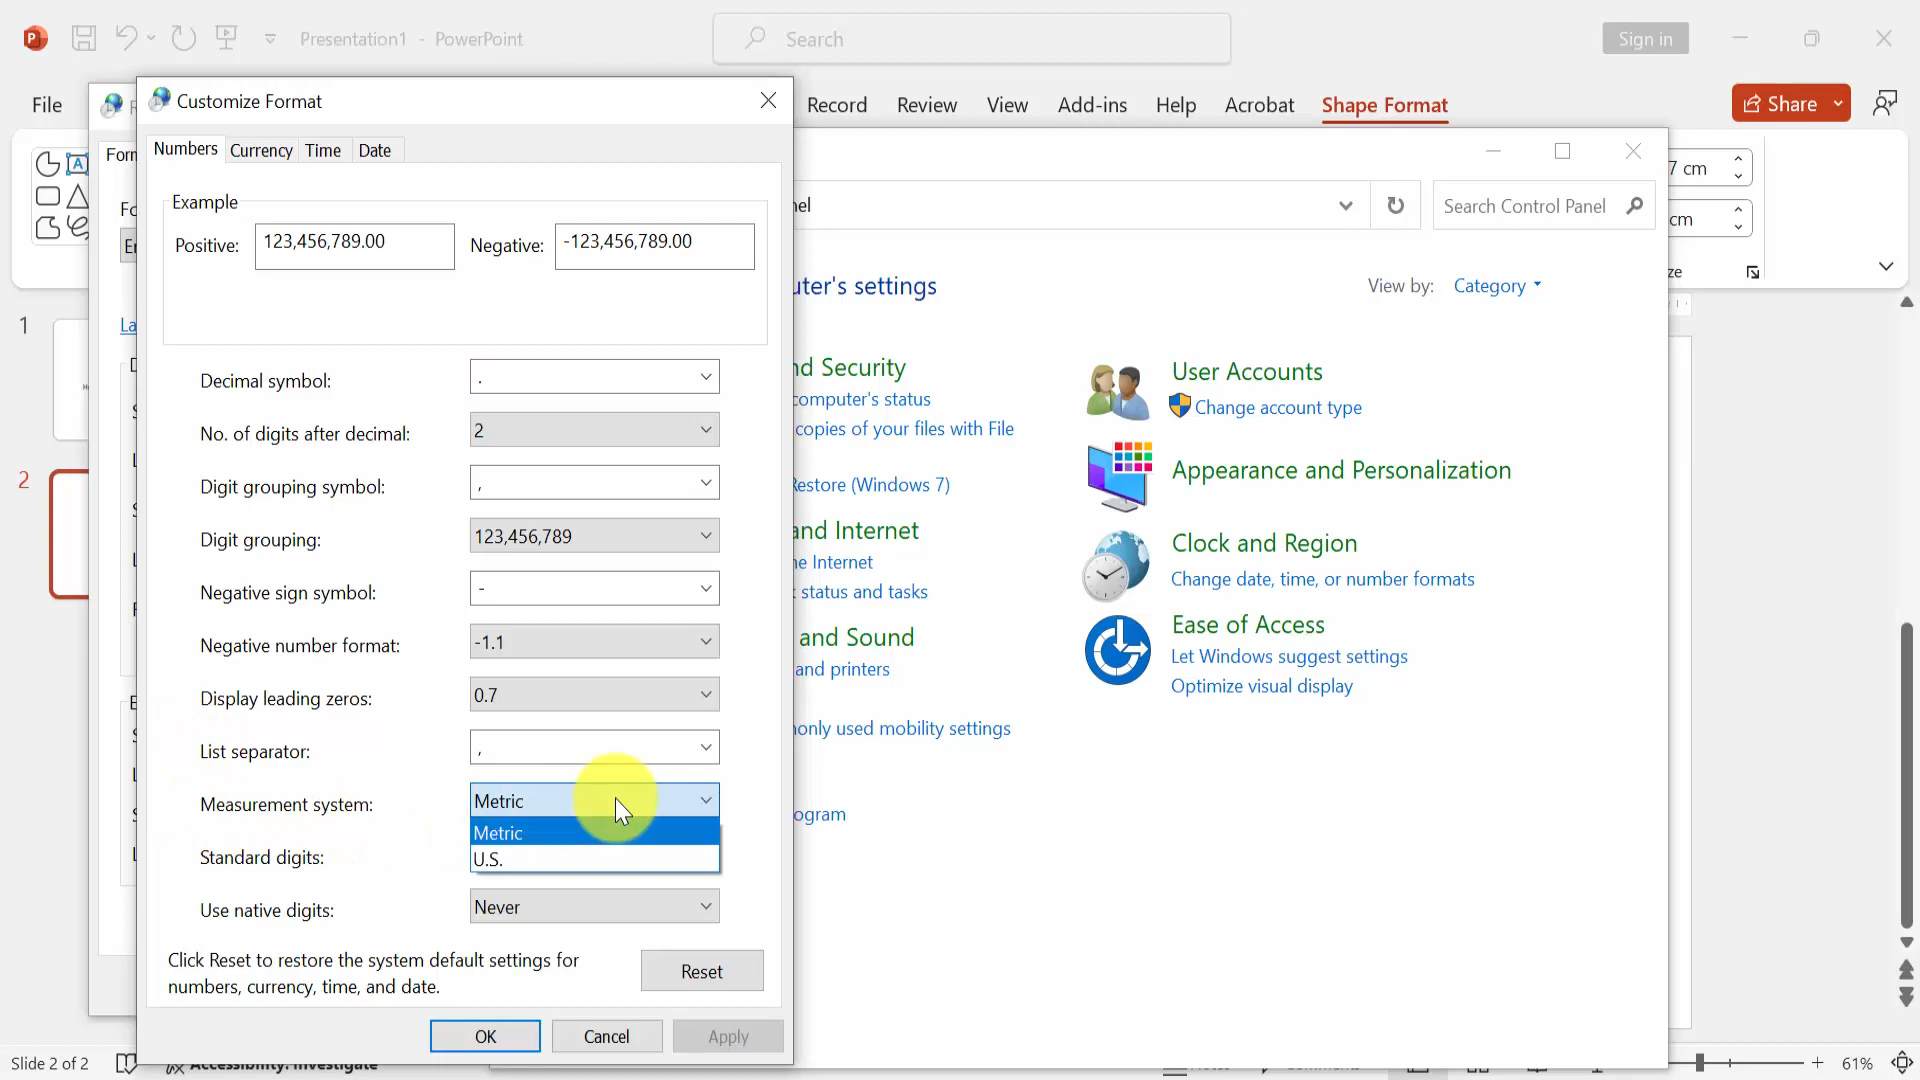 Presentation1 - PowerPoint
Search
Sign in
File
Record
Review
View
Add-ins
Help
Acrobat
Shape Format
Share
Customize Format
Numbers
Currency
Time
Date
Example
Positive:
123,456,789.00
Negative:
-123,456,789.00
Decimal symbol:
.
No. of digits after decimal:
2
Digit grouping symbol:
,
Digit grouping:
123,456,789
Negative sign symbol:
-
Negative number format:
-1.1
Display leading zeros:
0.7
List separator:
,
Measurement system:
Metric
Metric
U.S.
Standard digits:
Use native digits:
Never
Click Reset to restore the system default settings for
numbers, currency, time, and date.
Reset
OK
Cancel
Apply
nel
Search Control Panel
7 cm
cm
ze
uter's settings
View by:
Category
nd Security
computer's status
copies of your files with File
Restore (Windows 7)
and Internet
he Internet
status and tasks
and Sound
and printers
only used mobility settings
ogram
User Accounts
Change account type
Appearance and Personalization
Clock and Region
Change date, time, or number formats
Ease of Access
Let Windows suggest settings
Optimize visual display
1
2
Slide 2 of 2
Accessibility: Investigate
61%